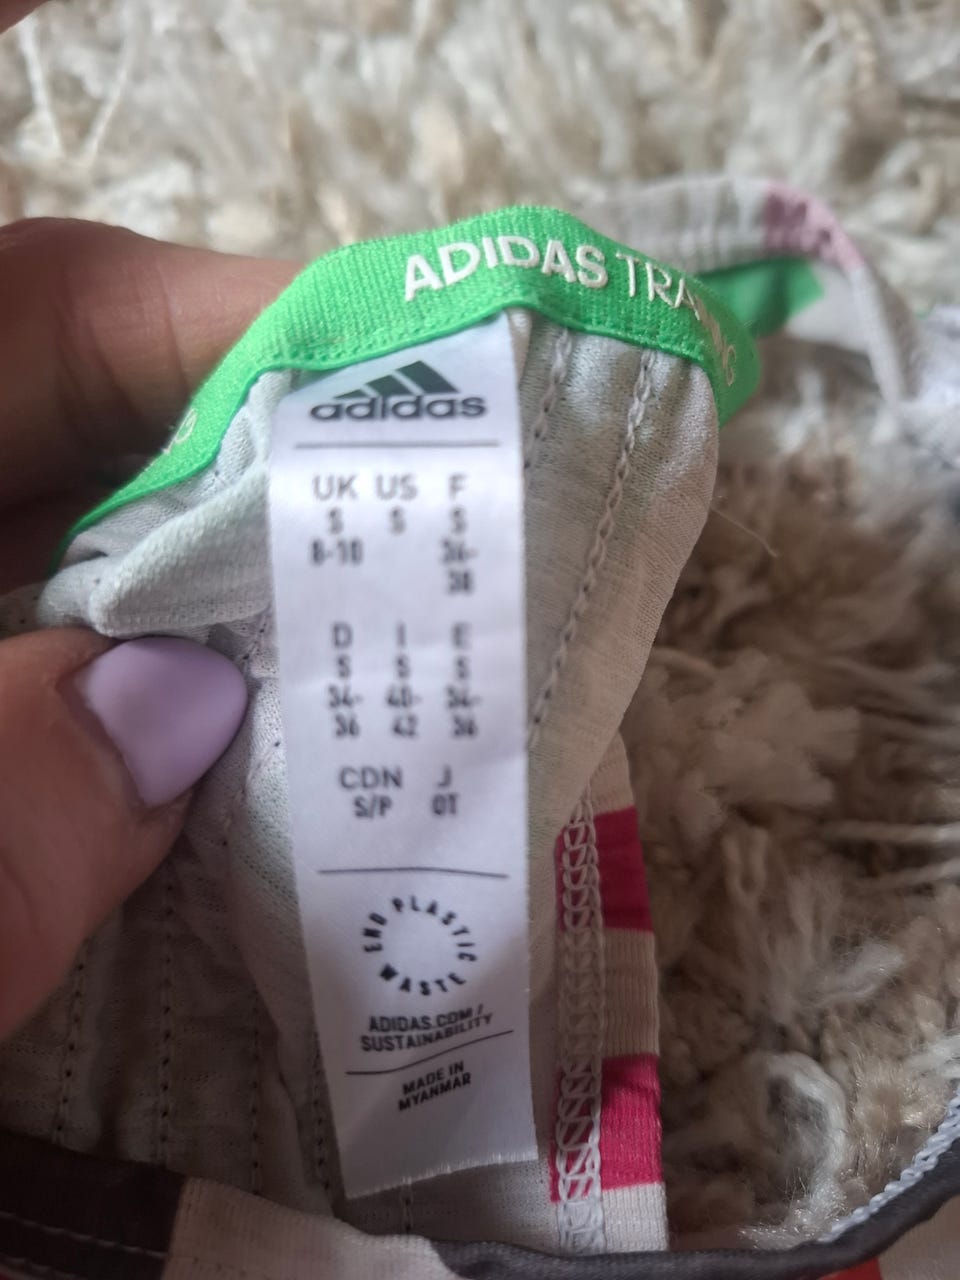 ADIDAS TRAINING
adidas
UK US F
S S S
8-10 36-
38
D I E
S S S
34- 40- 34-
36 42 36
CDN J
S/P OT
END PLASTIC WASTE
ADIDAS.COM/
SUSTAINABILITY
MADE IN
MYANMAR